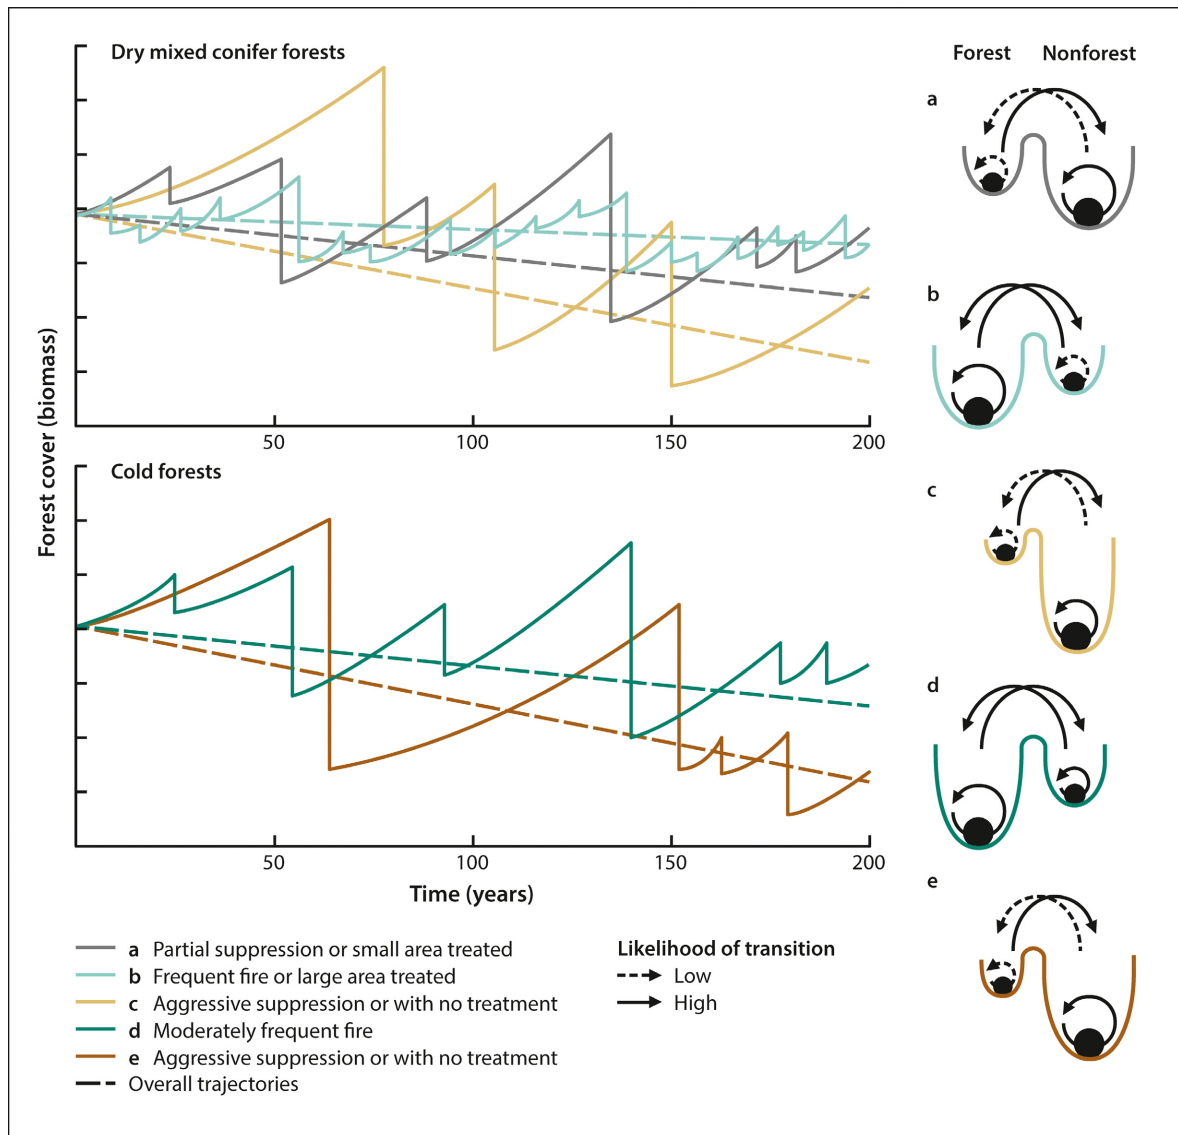 Dry mixed conifer forests
Forest cover (biomass)
50
100
150
200
Cold forests
50
100
150
200
Time (years)
Forest
Nonforest
a
b
c
d
e
a Partial suppression or small area treated
b Frequent fire or large area treated
c Aggressive suppression or with no treatment
d Moderately frequent fire
e Aggressive suppression or with no treatment
Overall trajectories
Likelihood of transition
Low
High